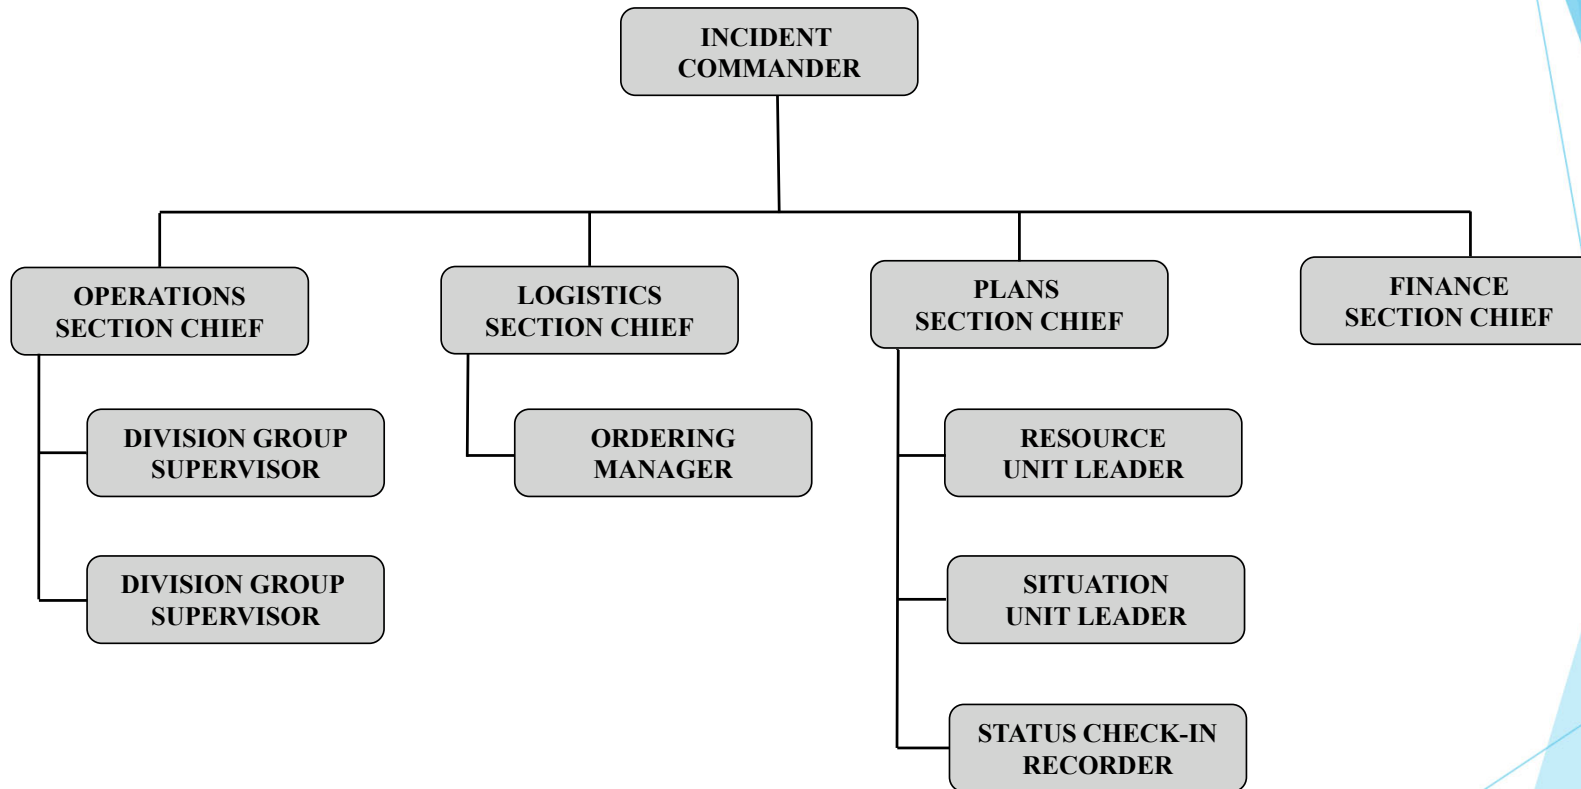 INCIDENT
COMMANDER
OPERATIONS
SECTION CHIEF
LOGISTICS
SECTION CHIEF
PLANS
SECTION CHIEF
FINANCE
SECTION CHIEF
DIVISION GROUP
SUPERVISOR
ORDERING
MANAGER
RESOURCE
UNIT LEADER
DIVISION GROUP
SUPERVISOR
SITUATION
UNIT LEADER
STATUS CHECK-IN
RECORDER